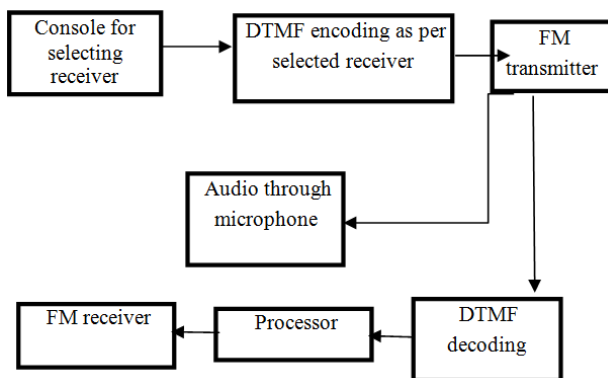 Console for
selecting
receiver
DTMF encoding as per
selected receiver
FM
transmitter
Audio through
microphone
FM receiver
Processor
DTMF
decoding